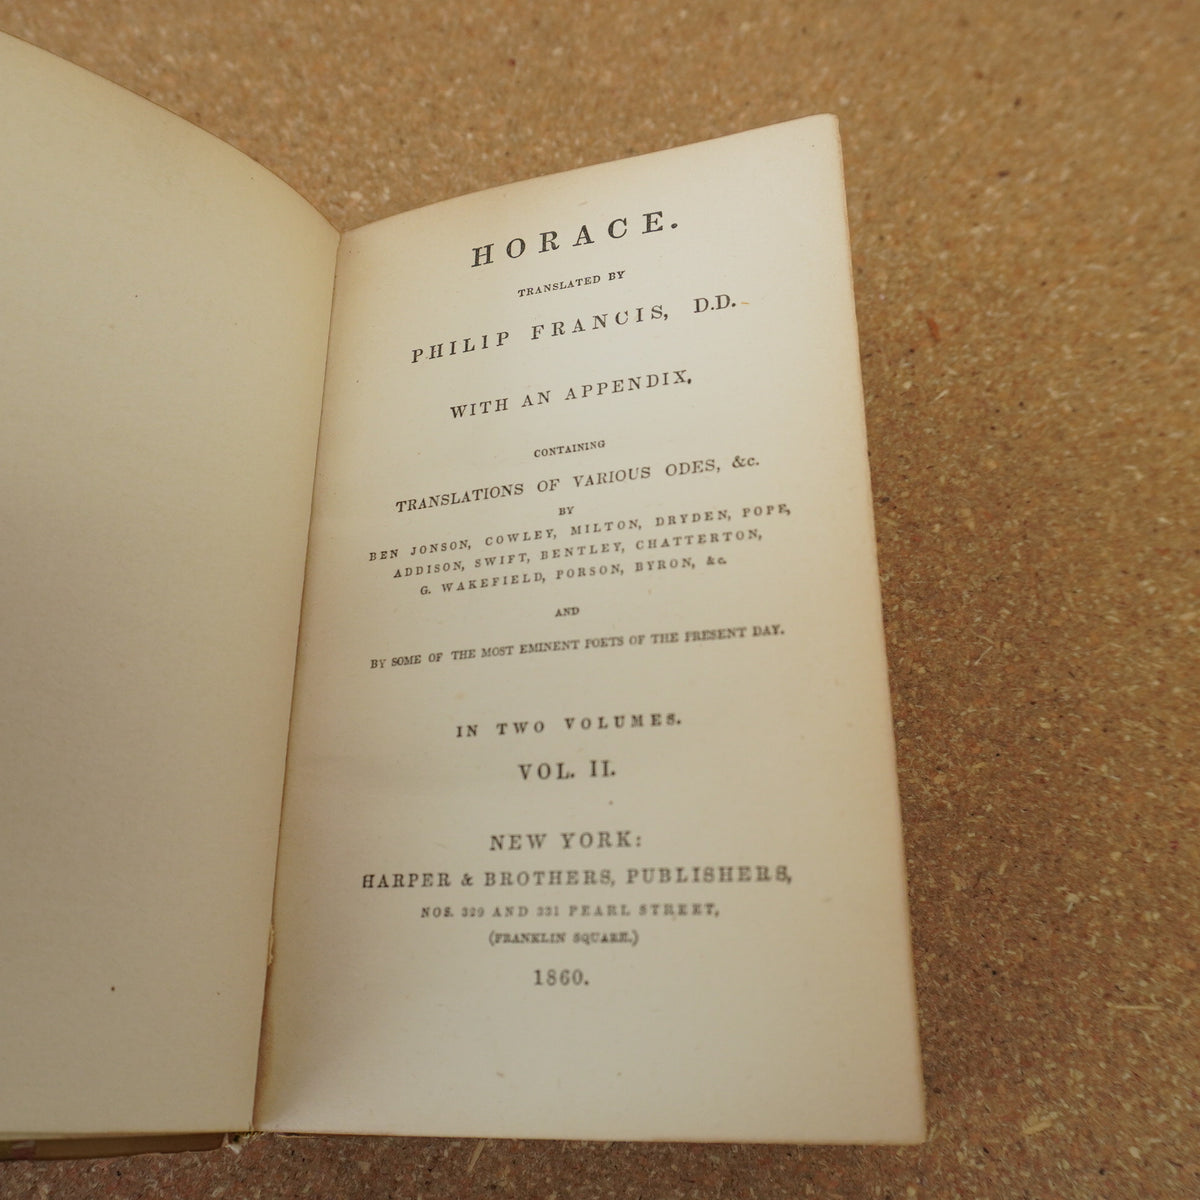 HORACE.
TRANSLATED BY
PHILIP FRANCIS, D.D.
WITH AN APPENDIX,
CONTAINING
TRANSLATIONS OF VARIOUS ODES, &c.
BY
BEN JONSON, COWLEY, MILTON, DRYDEN, POPE,
ADDISON, SWIFT, BENTLEY, CHATTERTON,
G. WAKEFIELD, PORSON, BYRON, &c.
AND
BY SOME OF THE MOST EMINENT POETS OF THE PRESENT DAY.
IN TWO VOLUMES.
VOL. II.
NEW YORK:
HARPER & BROTHERS, PUBLISHERS,
NOS. 329 AND 331 PEARL STREET,
(FRANKLIN SQUARE.)
1860.